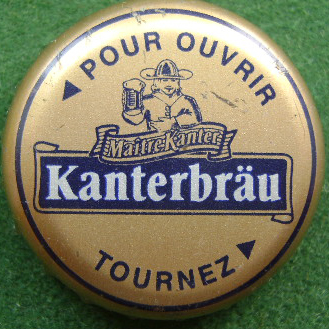 POUR OUVRIR
Maître Kanter
Kanterbräu
TOURNEZ